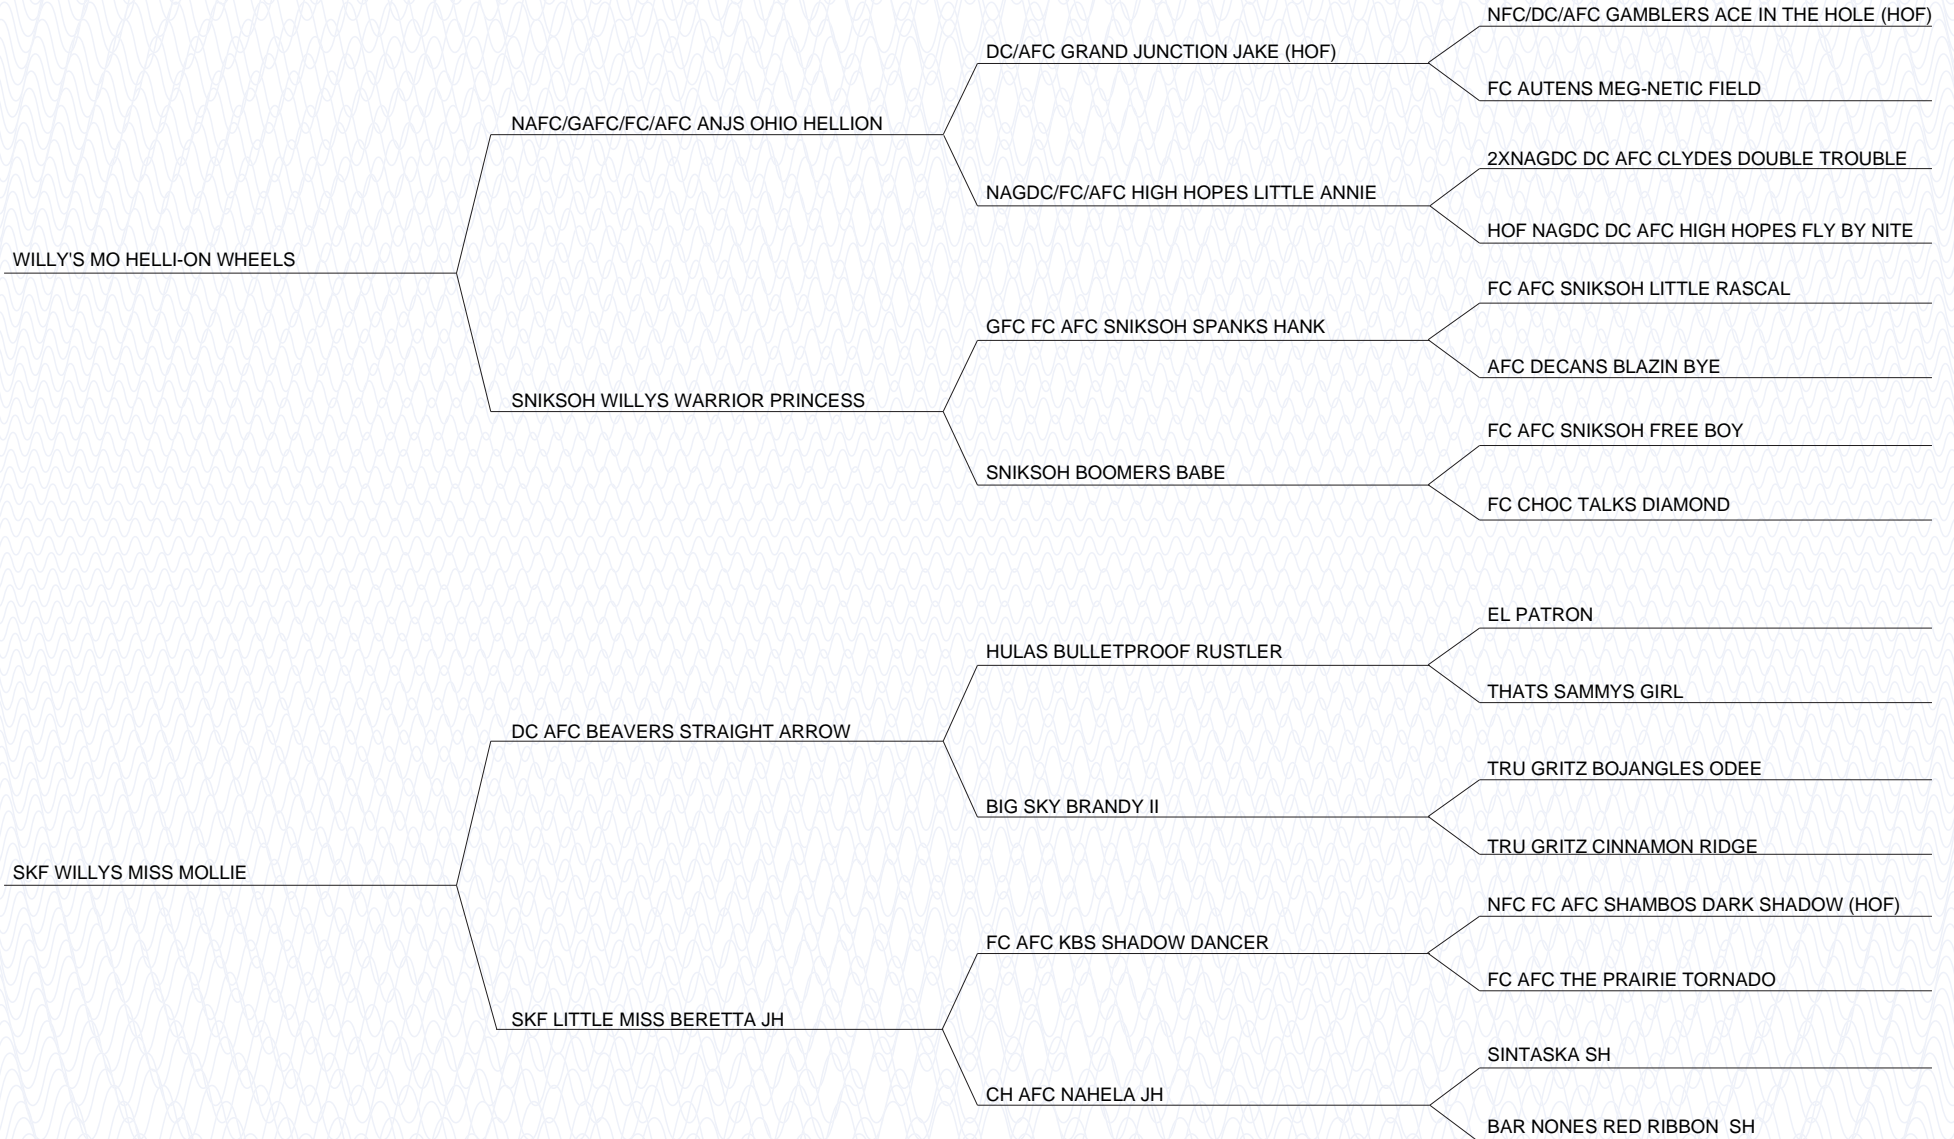 NFC/DC/AFC GAMBLERS ACE IN THE HOLE (HOF)
DC/AFC GRAND JUNCTION JAKE (HOF)
FC AUTENS MEG-NETIC FIELD
NAFC/GAFC/FC/AFC ANJS OHIO HELLION
2XNAGDC DC AFC CLYDES DOUBLE TROUBLE
NAGDC/FC/AFC HIGH HOPES LITTLE ANNIE
HOF NAGDC DC AFC HIGH HOPES FLY BY NITE
WILLY'S MO HELLI-ON WHEELS
FC AFC SNIKSOH LITTLE RASCAL
GFC FC AFC SNIKSOH SPANKS HANK
AFC DECANS BLAZIN BYE
SNIKSOH WILLYS WARRIOR PRINCESS
FC AFC SNIKSOH FREE BOY
SNIKSOH BOOMERS BABE
FC CHOC TALKS DIAMOND
EL PATRON
HULAS BULLETPROOF RUSTLER
THATS SAMMYS GIRL
DC AFC BEAVERS STRAIGHT ARROW
TRU GRITZ BOJANGLES ODEE
BIG SKY BRANDY II
TRU GRITZ CINNAMON RIDGE
SKF WILLYS MISS MOLLIE
NFC FC AFC SHAMBOS DARK SHADOW (HOF)
FC AFC KBS SHADOW DANCER
FC AFC THE PRAIRIE TORNADO
SKF LITTLE MISS BERETTA JH
SINTASKA SH
CH AFC NAHELA JH
BAR NONES RED RIBBON  SH